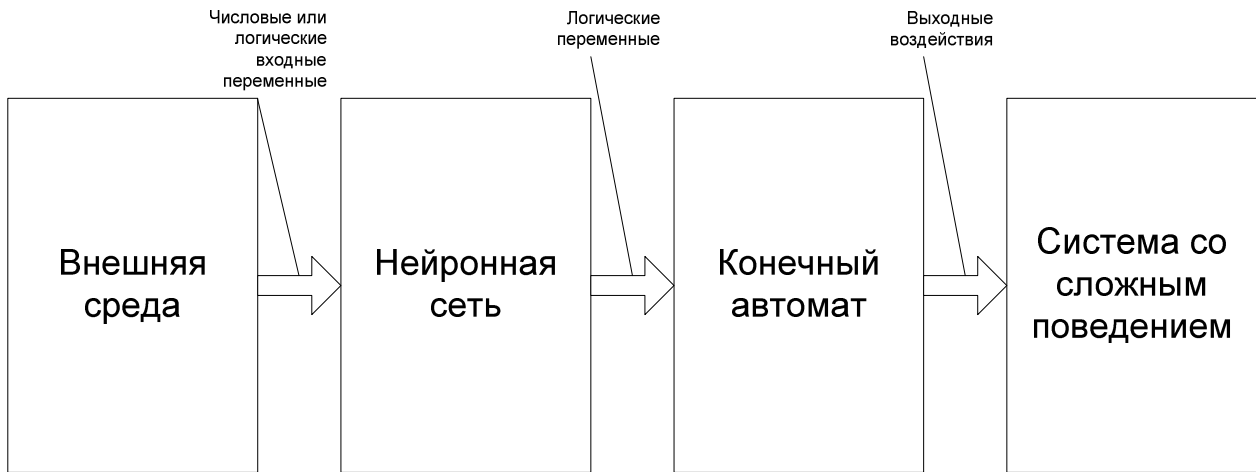 Числовые или
логические
входные
переменные
Логические
переменные
Выходные
воздействия
Внешняя
среда
Нейронная
сеть
Конечный
автомат
Система со
сложным
поведением